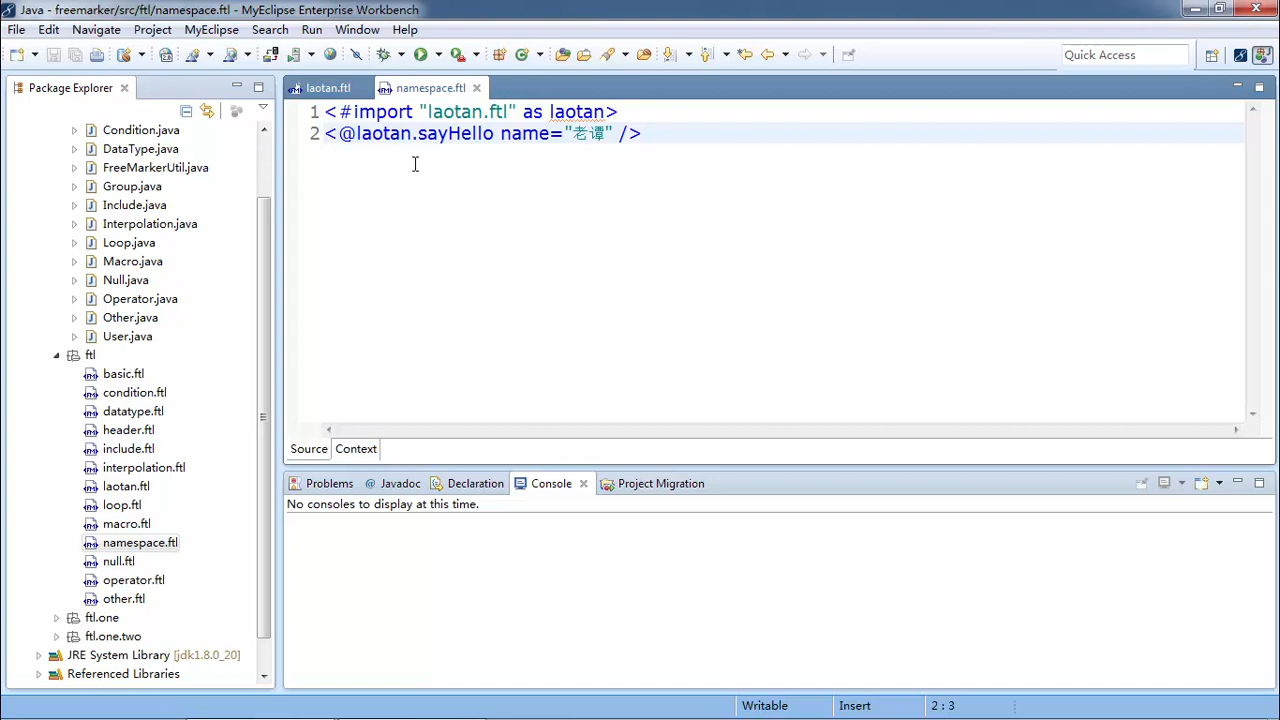 Java - freemarker/src/ftl/namespace.ftl - MyEclipse Enterprise Workbench
File Edit Navigate Project MyEclipse Search Run Window Help
Quick Access
Package Explorer
Condition.java
DataType.java
FreeMarkerUtil.java
Group.java
Include.java
Interpolation.java
Loop.java
Macro.java
Null.java
Operator.java
Other.java
User.java
ftl
basic.ftl
condition.ftl
datatype.ftl
header.ftl
include.ftl
interpolation.ftl
laotan.ftl
loop.ftl
macro.ftl
namespace.ftl
null.ftl
operator.ftl
other.ftl
ftl.one
ftl.one.two
JRE System Library [jdk1.8.0_20]
Referenced Libraries
laotan.ftl namespace.ftl
1 <#import "laotan.ftl" as laotan>
2 <@laotan.sayHello name="老谭" />
Source Context
Problems @ Javadoc Declaration Console Project Migration
No consoles to display at this time.
Writable Insert 2 : 3